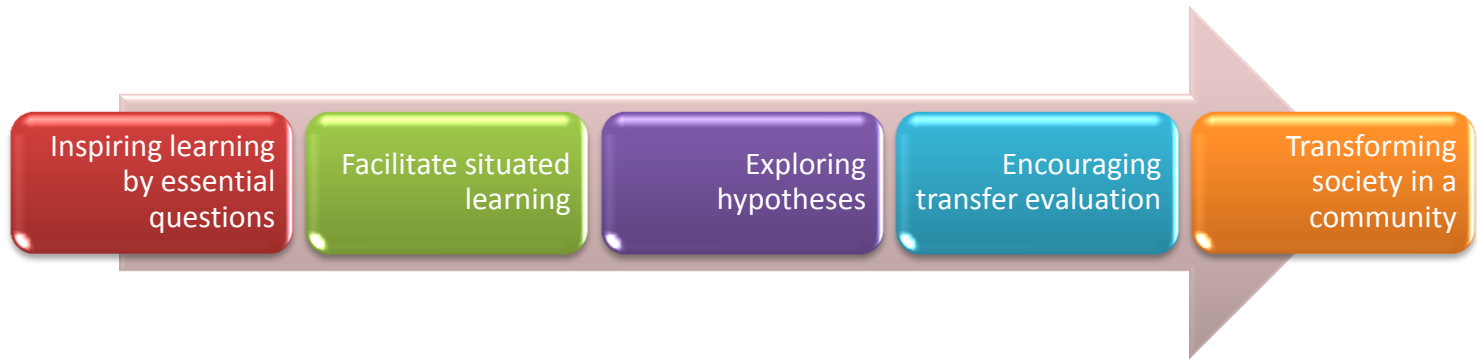 Inspiring learning
by essential
questions
Facilitate situated
learning
Exploring
hypotheses
Encouraging
transfer evaluation
Transforming
society in a
community